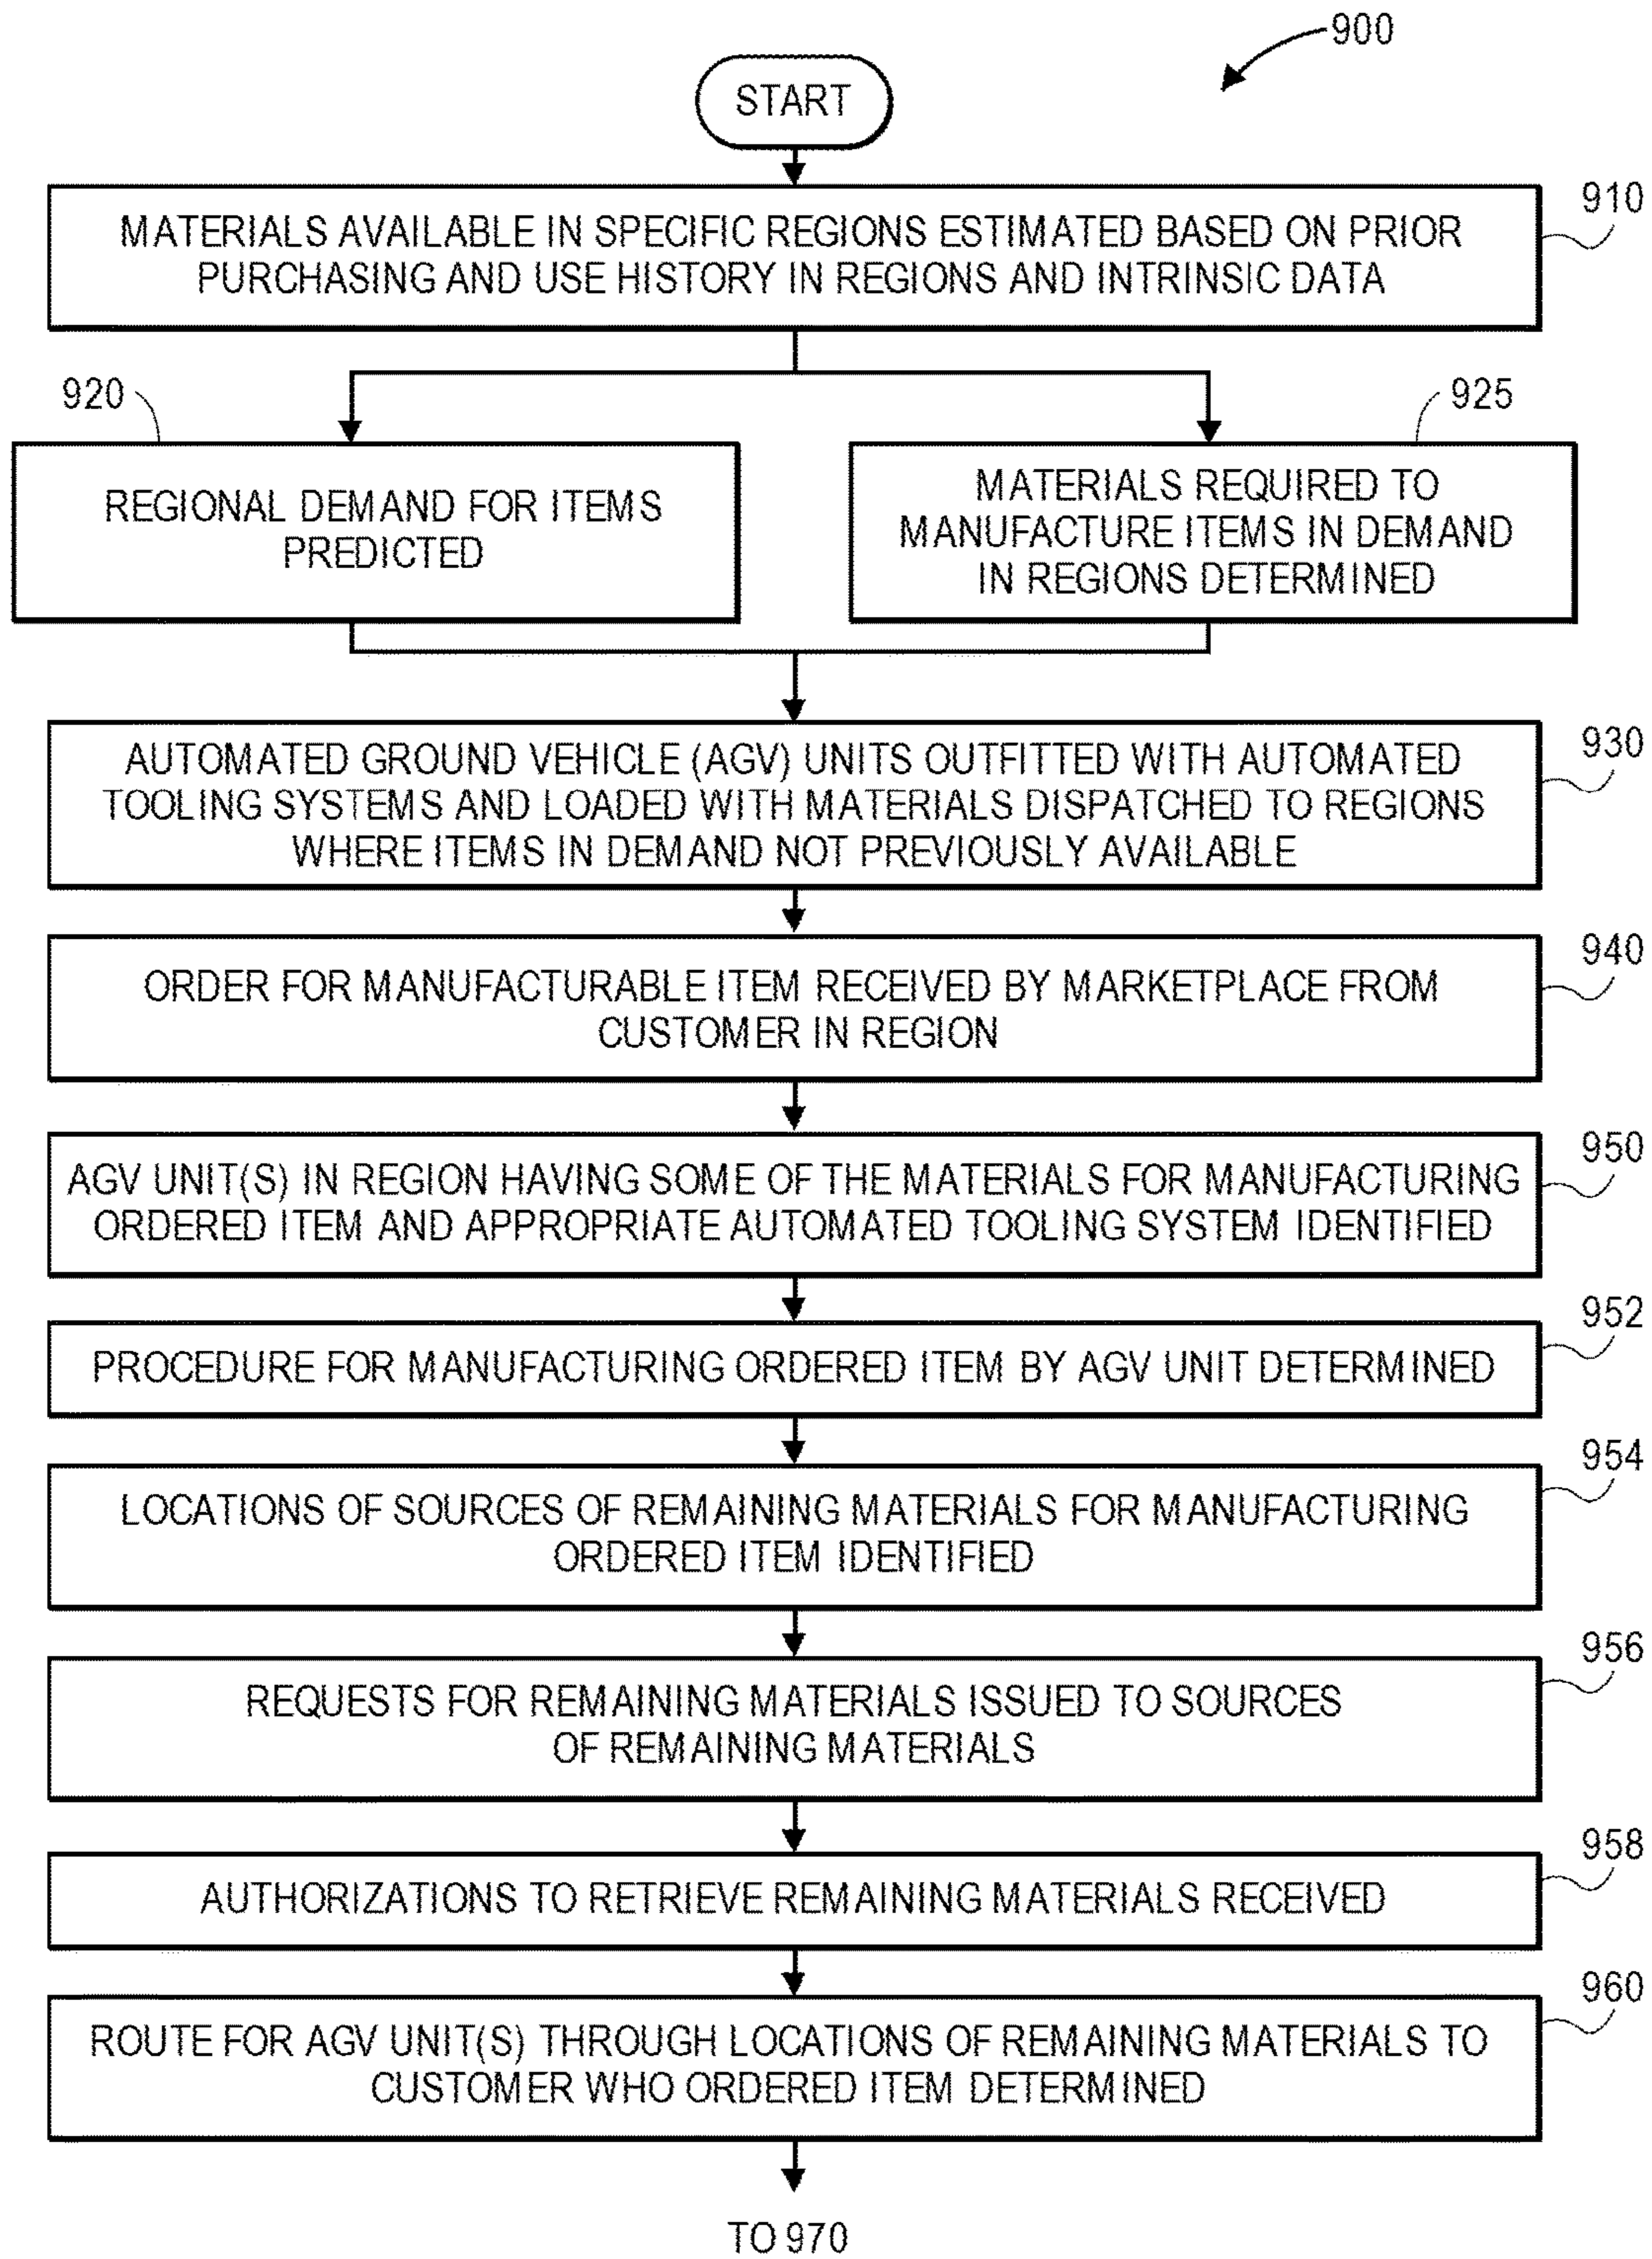 900
START
910
MATERIALS AVAILABLE IN SPECIFIC REGIONS ESTIMATED BASED ON PRIOR
PURCHASING AND USE HISTORY IN REGIONS AND INTRINSIC DATA
920
REGIONAL DEMAND FOR ITEMS
PREDICTED
925
MATERIALS REQUIRED TO
MANUFACTURE ITEMS IN DEMAND
IN REGIONS DETERMINED
930
AUTOMATED GROUND VEHICLE (AGV) UNITS OUTFITTED WITH AUTOMATED
TOOLING SYSTEMS AND LOADED WITH MATERIALS DISPATCHED TO REGIONS
WHERE ITEMS IN DEMAND NOT PREVIOUSLY AVAILABLE
940
ORDER FOR MANUFACTURABLE ITEM RECEIVED BY MARKETPLACE FROM
CUSTOMER IN REGION
950
AGV UNIT(S) IN REGION HAVING SOME OF THE MATERIALS FOR MANUFACTURING
ORDERED ITEM AND APPROPRIATE AUTOMATED TOOLING SYSTEM IDENTIFIED
952
PROCEDURE FOR MANUFACTURING ORDERED ITEM BY AGV UNIT DETERMINED
954
LOCATIONS OF SOURCES OF REMAINING MATERIALS FOR MANUFACTURING
ORDERED ITEM IDENTIFIED
956
REQUESTS FOR REMAINING MATERIALS ISSUED TO SOURCES
OF REMAINING MATERIALS
958
AUTHORIZATIONS TO RETRIEVE REMAINING MATERIALS RECEIVED
960
ROUTE FOR AGV UNIT(S) THROUGH LOCATIONS OF REMAINING MATERIALS TO
CUSTOMER WHO ORDERED ITEM DETERMINED
TO 970